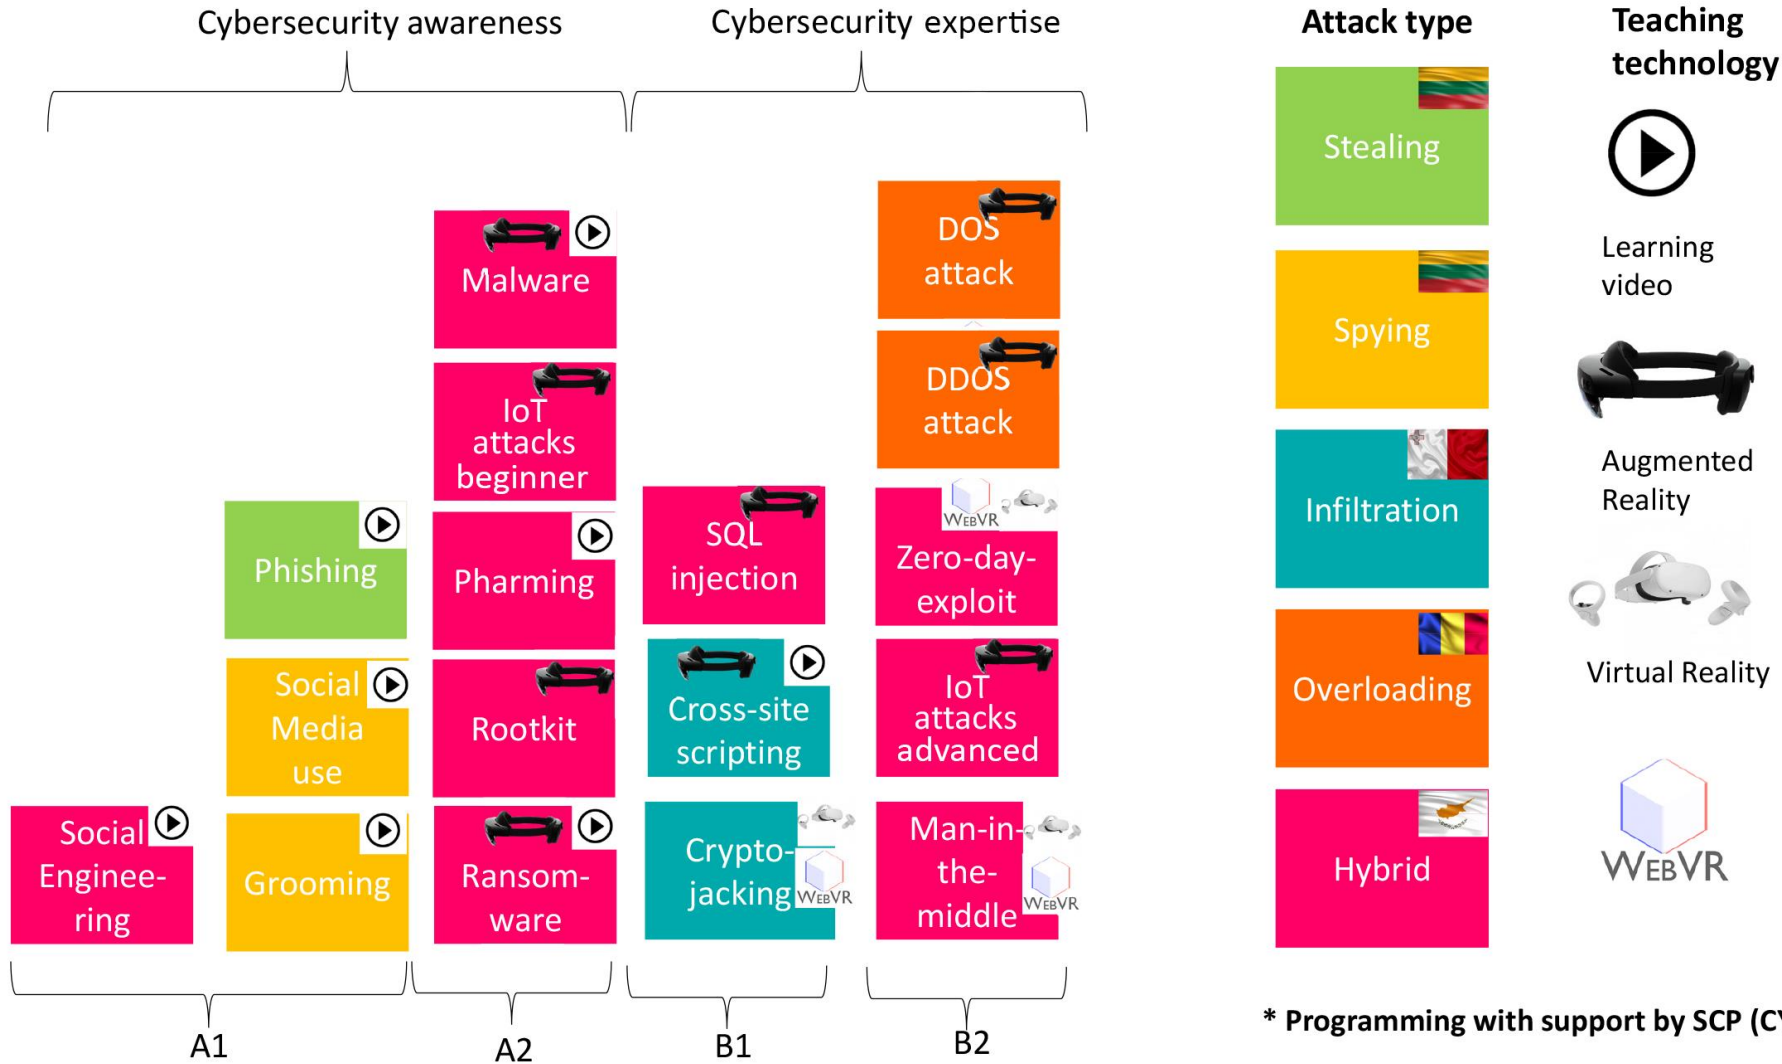 Cybersecurity awareness
Cybersecurity expertise
Attack type
Teaching
technology
Social
Enginee-
ring
Phishing
Social
Media
use
Grooming
Malware
IoT
attacks
beginner
Pharming
Rootkit
Ransom-
ware
SQL
injection
Cross-site
scripting
Crypto-
jacking
WEBVR
DOS
attack
DDOS
attack
WEBVR
Zero-day-
exploit
IoT
attacks
advanced
Man-in-
the-
middle
WEBVR
A1
A2
B1
B2
Stealing
Spying
Infiltration
Overloading
Hybrid
Learning
video
Augmented
Reality
Virtual Reality
WEBVR
* Programming with support by SCP (CY